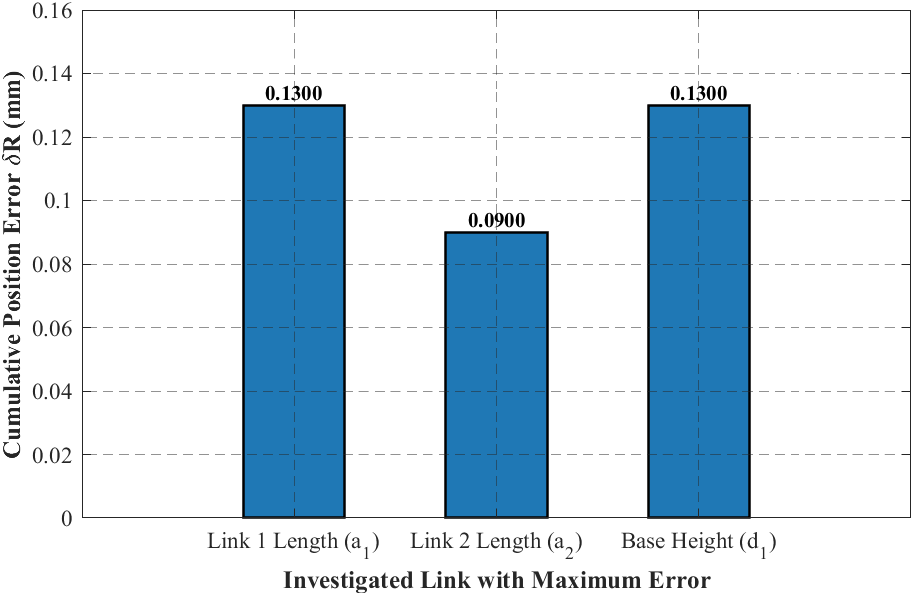 Cumulative Position Error δR (mm)
0.16
0.14
0.12
0.1
0.08
0.06
0.04
0.02
0
0.1300
0.0900
0.1300
Link 1 Length (a₁)
Link 2 Length (a₂)
Base Height (d₁)
Investigated Link with Maximum Error